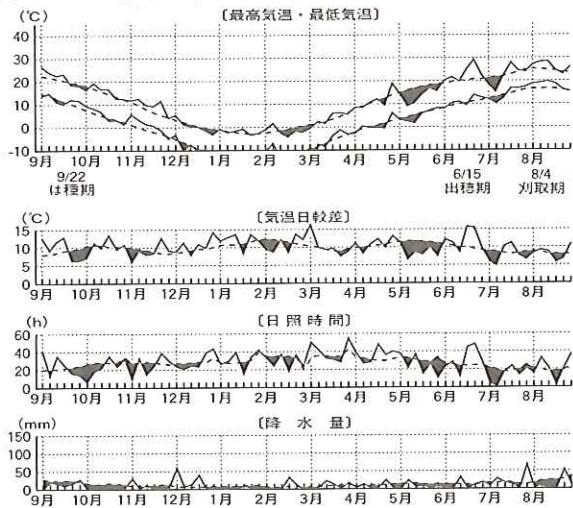 (℃) 〔最高気温・最低気温〕
40
30
20
10
0
-10
9月 10月 11月 12月 1月 2月 3月 4月 5月 6月 7月 8月
9/22 6/15 8/4
は種期 出穂期 刈取期
(℃) 〔気温日較差〕
15
10
5
0
9月 10月 11月 12月 1月 2月 3月 4月 5月 6月 7月 8月
(h) 〔日照時間〕
60
40
20
0
9月 10月 11月 12月 1月 2月 3月 4月 5月 6月 7月 8月
(mm) 〔降水量〕
150
100
50
0
9月 10月 11月 12月 1月 2月 3月 4月 5月 6月 7月 8月